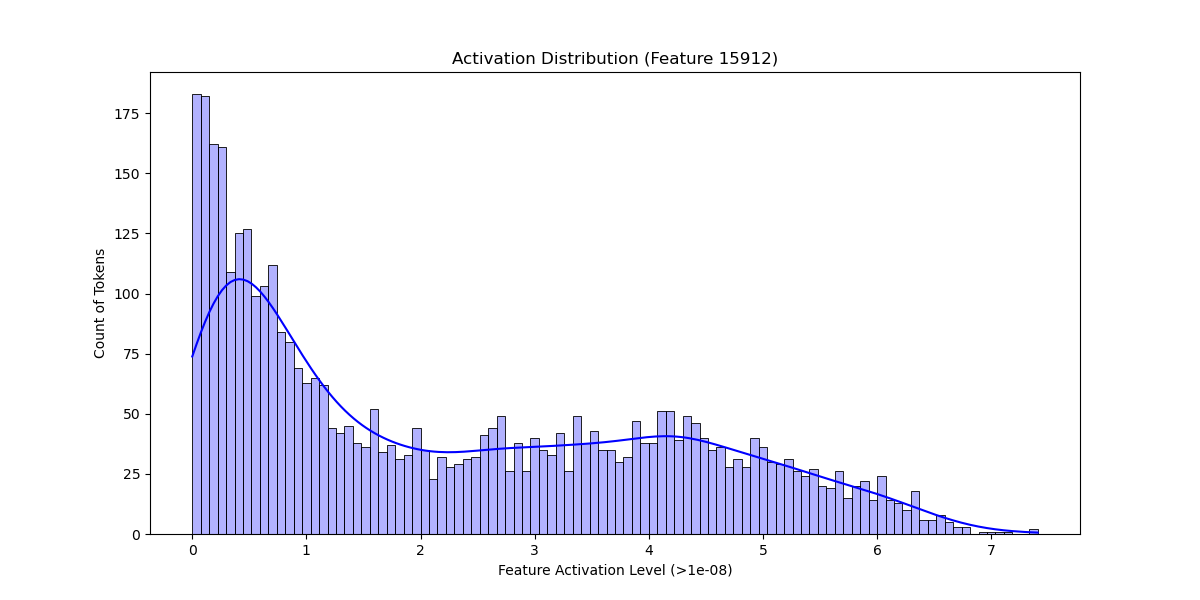 Activation Distribution (Feature 15912)
175
150
125
100
75
50
25
0
Count of Tokens
0 1 2 3 4 5 6 7
Feature Activation Level (>1e-08)